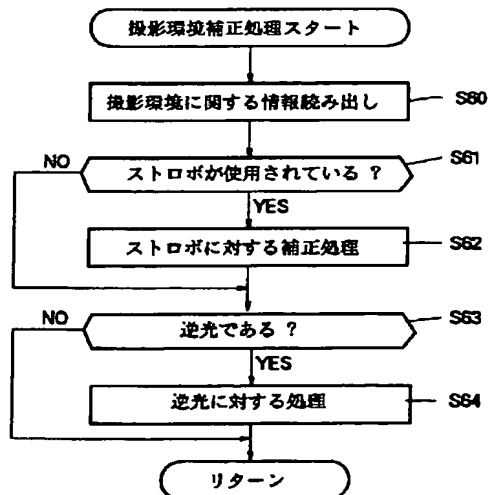 撮影環境補正処理スタート
撮影環境に関する情報読み出し
S60
NO
ストロボが使用されている ?
S61
YES
ストロボに対する補正処理
S62
NO
逆光である ?
S63
YES
逆光に対する処理
S64
リターン